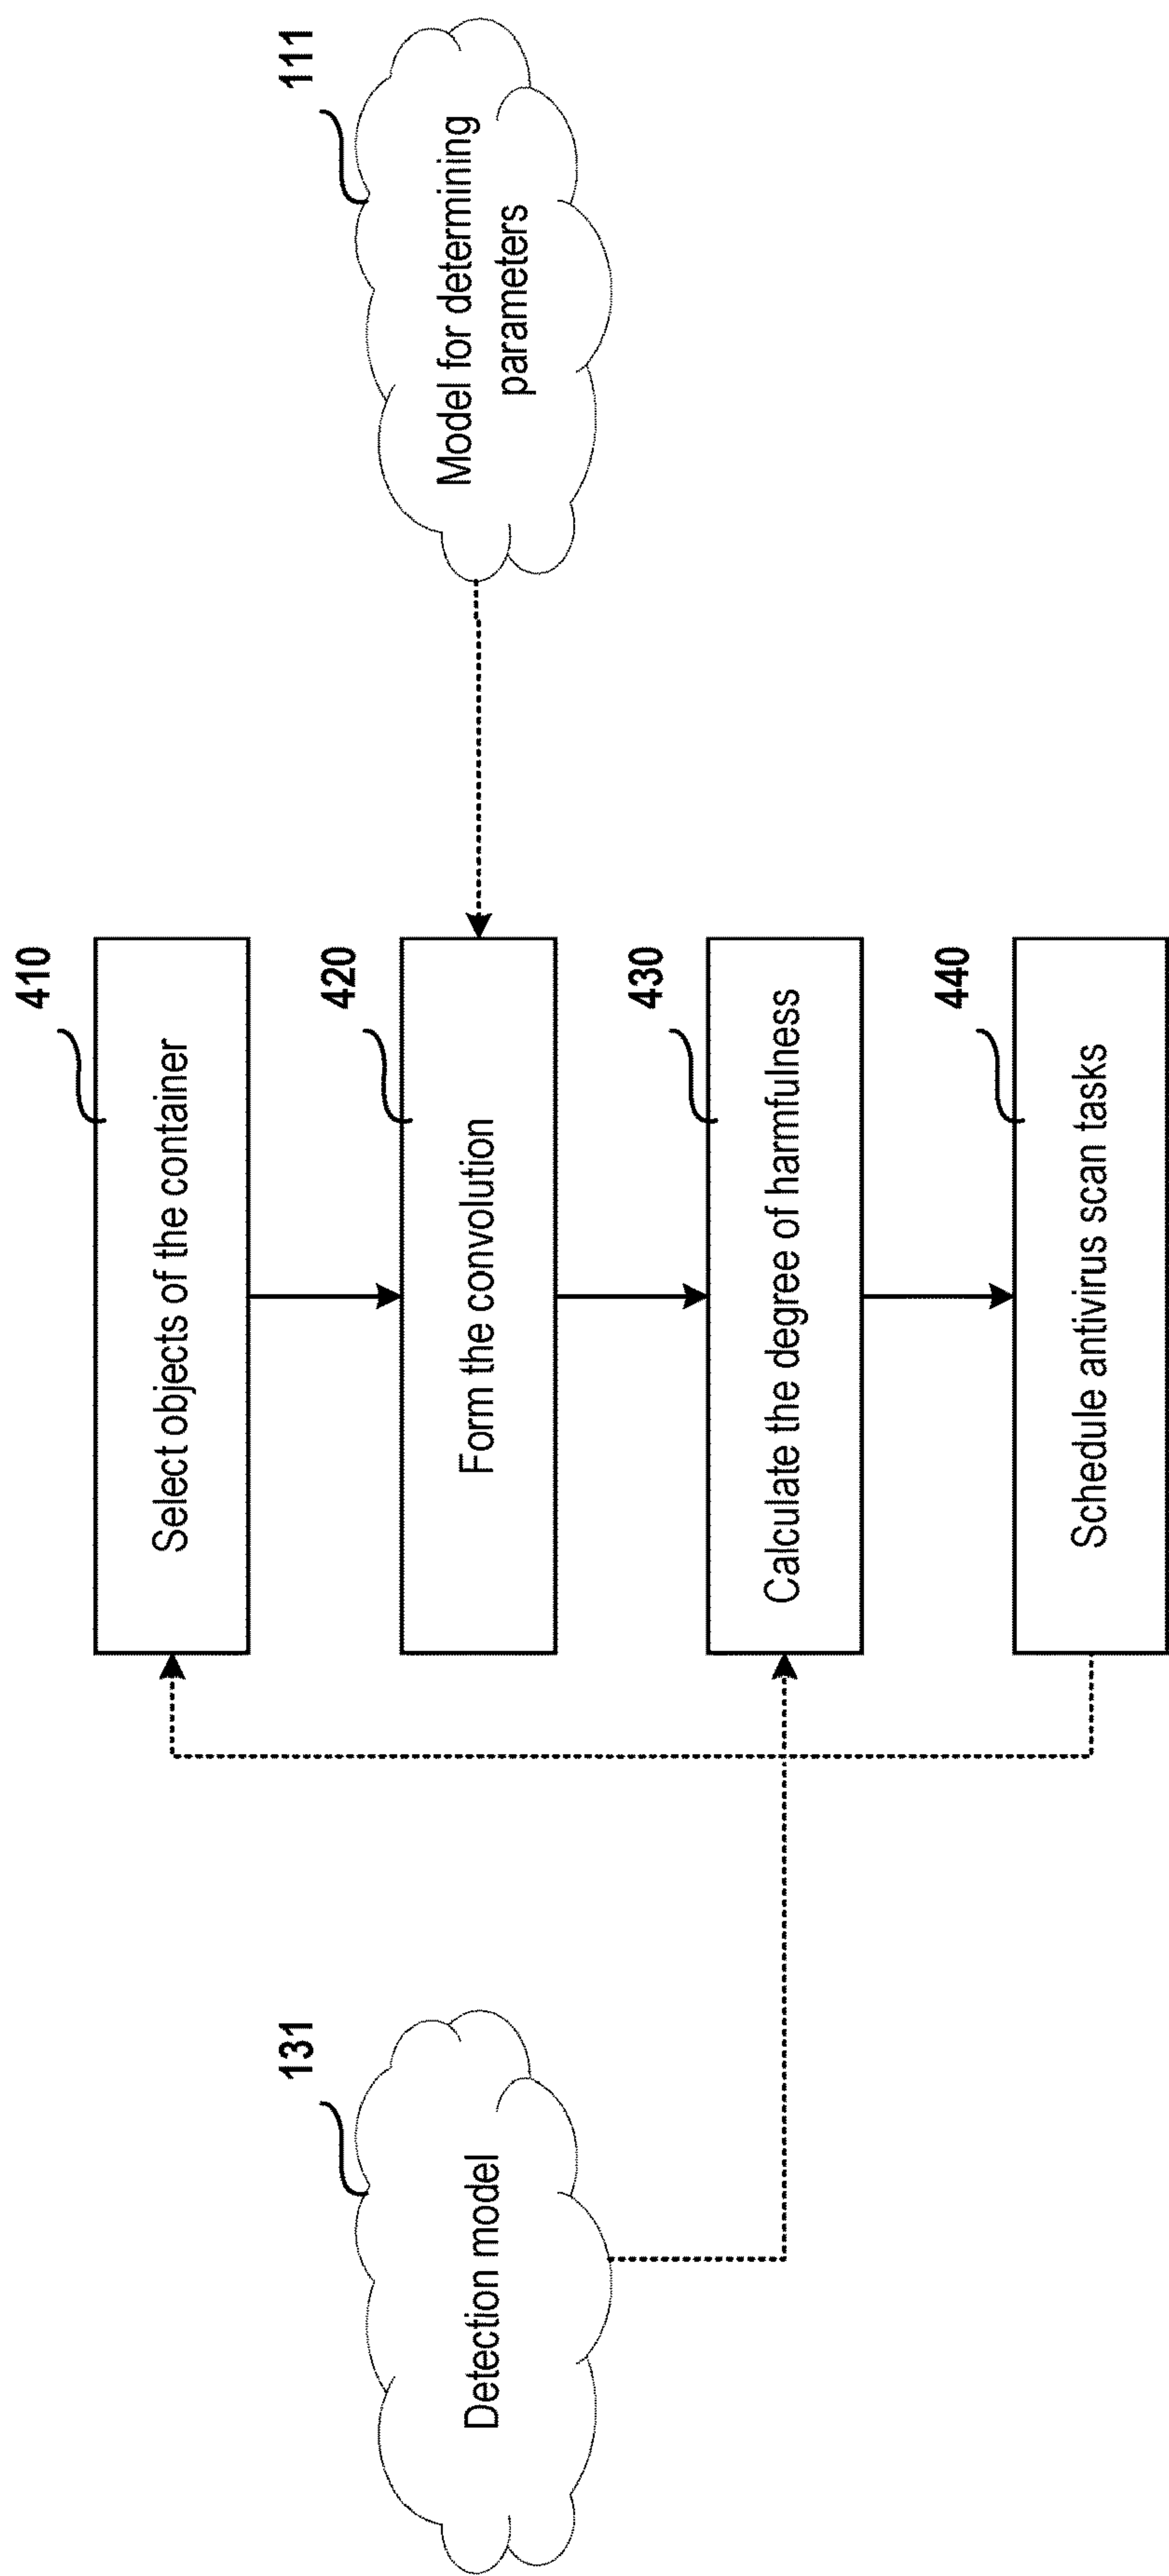 410
Select objects of the container
111
131
420
Model for determining
parameters
Detection model
Form the convolution
430
Calculate the degree of harmfulness
440
Schedule antivirus scan tasks